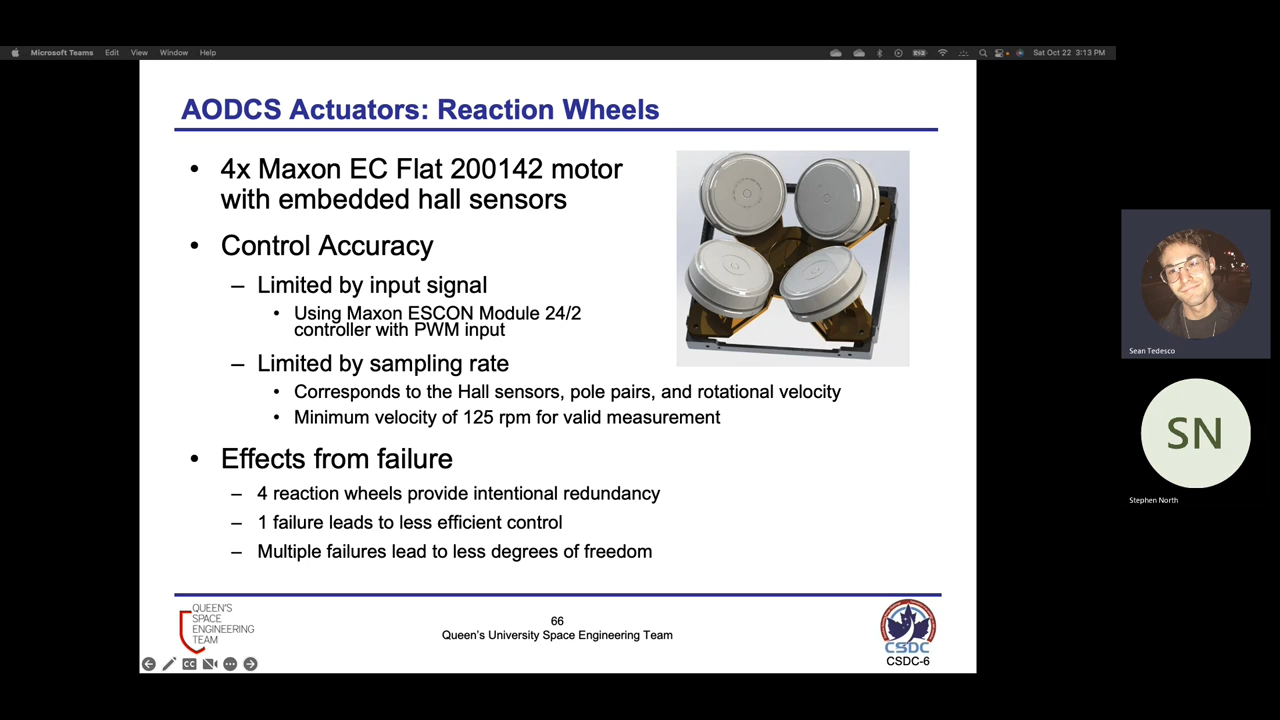 Microsoft Teams Edit View Window Help Sat Oct 22 3:13 PM
AODCS Actuators: Reaction Wheels
• 4x Maxon EC Flat 200142 motor
with embedded hall sensors
• Control Accuracy
– Limited by input signal
• Using Maxon ESCON Module 24/2
controller with PWM input
– Limited by sampling rate
• Corresponds to the Hall sensors, pole pairs, and rotational velocity
• Minimum velocity of 125 rpm for valid measurement
• Effects from failure
– 4 reaction wheels provide intentional redundancy
– 1 failure leads to less efficient control
– Multiple failures lead to less degrees of freedom
QUEEN'S
SPACE
ENGINEERING
TEAM
66
Queen's University Space Engineering Team
CSDC
CSDC-6
CC
Sean Tedesco
SN
Stephen North